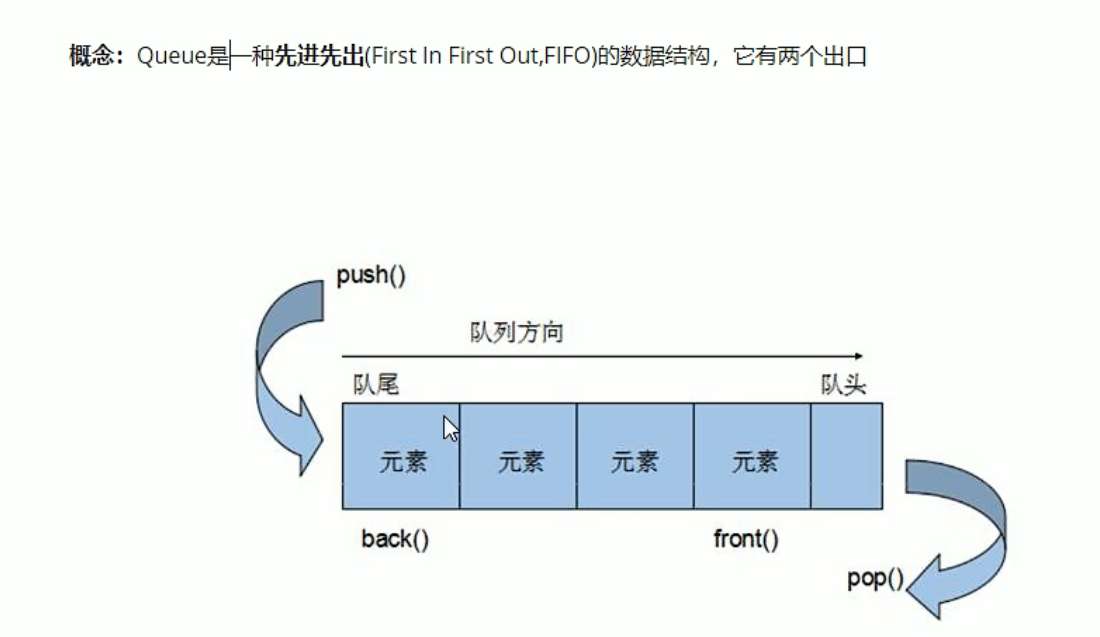 概念：Queue是一种先进先出(First In First Out,FIFO)的数据结构，它有两个出口
push()
队列方向
队尾 队头
元素 元素 元素 元素
back() front()
pop()